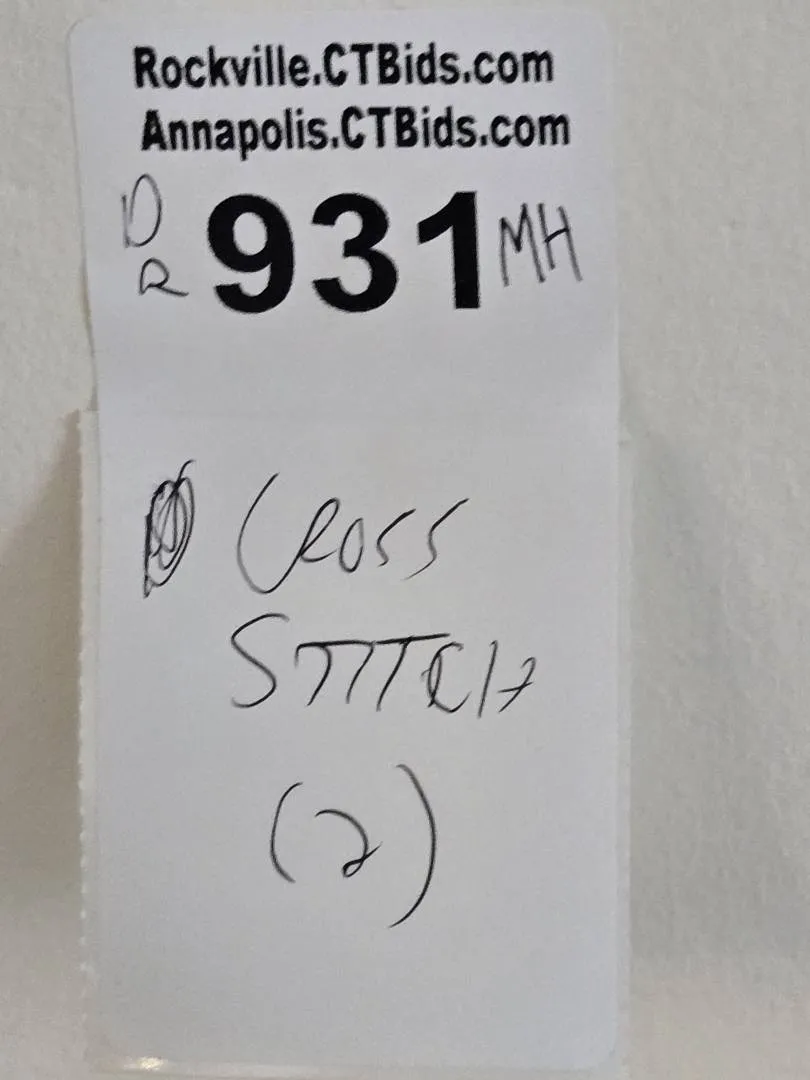 Rockville.CTBids.com
Annapolis.CTBids.com
D
R 931 MH
CROSS
STITCH
(2)